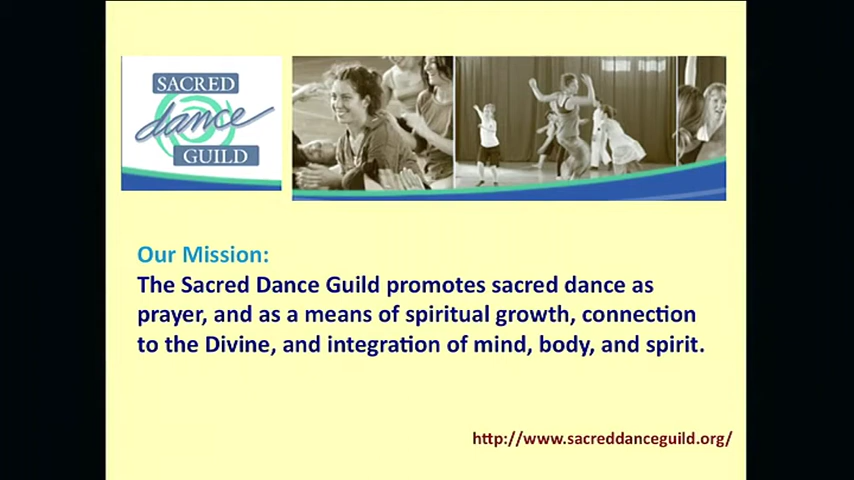 SACRED
dance
GUILD
Our Mission:
The Sacred Dance Guild promotes sacred dance as
prayer, and as a means of spiritual growth, connection
to the Divine, and integration of mind, body, and spirit.
http://www.sacreddanceguild.org/